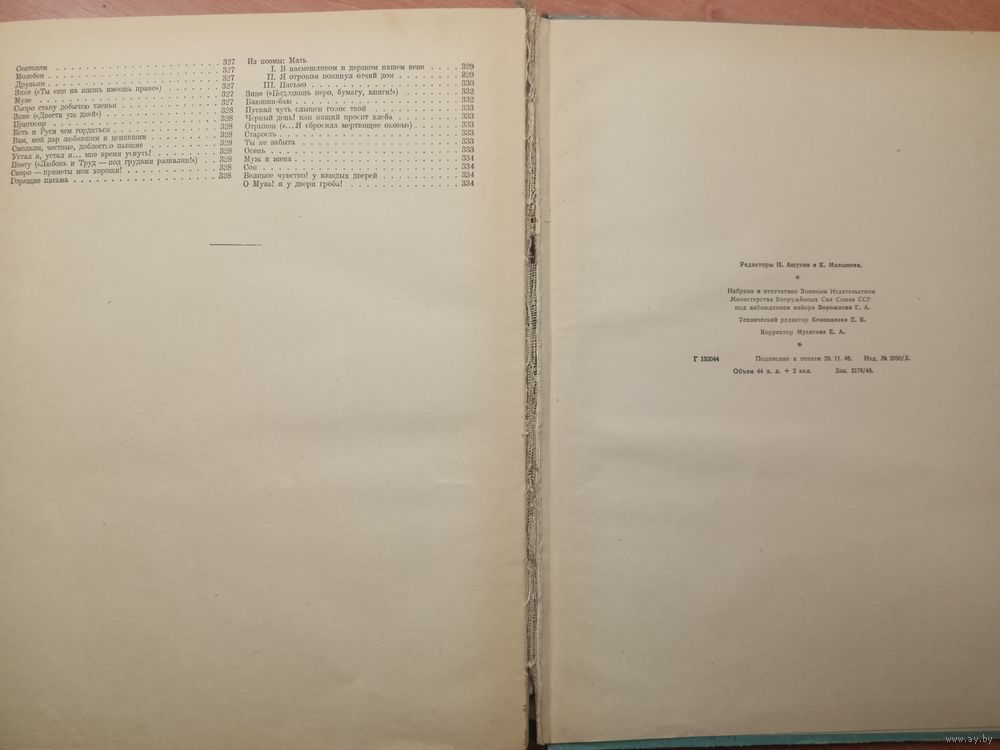 Сеятелям . . . . . . . . . . . . . . . . . . 327
Молебен . . . . . . . . . . . . . . . . . . 327
Друзьям . . . . . . . . . . . . . . . . . . 327
Зине («Ты еще на жизнь имеешь право») . . . . . . . 327
Музе . . . . . . . . . . . . . . . . . . 327
Скоро стану добычею тленья . . . . . . . . . . 328
Зине («Двести уж дней») . . . . . . . . . . . 328
Приговор . . . . . . . . . . . . . . . . . 328
Есть и Руси чем гордиться . . . . . . . . . . . 328
Вам, мой дар любившим и ценившим . . . . . . . . 328
Смолкли, честные, доблестно павшие . . . . . . . . 328
Устал я, устал я... мне время уснуть! . . . . . . . . 328
Поэту («Любовь и Труд — под грудами развалин!») . . 328
Скоро — приметы мои хороши! . . . . . . . . . . 328
Горящие письма . . . . . . . . . . . . . . . 328
Из поэмы: Мать
I. В насмешливом и дерзком нашем веке . . . . 329
II. Я отроком покинул отчий дом . . . . . . . 329
III. Письмо . . . . . . . . . . . . . . . 330
Зине («Пододвинь перо, бумагу, книги!») . . . . . . . 332
Баюшки-баю . . . . . . . . . . . . . . . . 332
Пускай чуть слышен голос твой . . . . . . . . . 333
Черный день! как нищий просит хлеба . . . . . . . 333
Отрывок («...Я сбросила мертвящие оковы») . . . . . . 333
Старость . . . . . . . . . . . . . . . . . 333
Ты не забыта . . . . . . . . . . . . . . . 333
Осень . . . . . . . . . . . . . . . . . . 333
Муж и жена . . . . . . . . . . . . . . . . 334
Сон . . . . . . . . . . . . . . . . . . . 334
Великое чувство! у каждых дверей . . . . . . . . 334
О Муза! я у двери гроба! . . . . . . . . . . . 334
Редакторы Н. Ашукин и К. Малышева.
*
Набрано и отпечатано Военным Издательством
Министерства Вооружённых Сил Союза ССР
под наблюдением майора Ворожцова Г. А.
Технический редактор Коновалова Е. К.
Корректор Мусатова Е. А.
*
Г 133044 Подписано к печати 29. 11. 46. Изд. № 2090/Д.
Объем 44 п. л. + 2 вкл. Зак. 2176/46.
www.ay.by